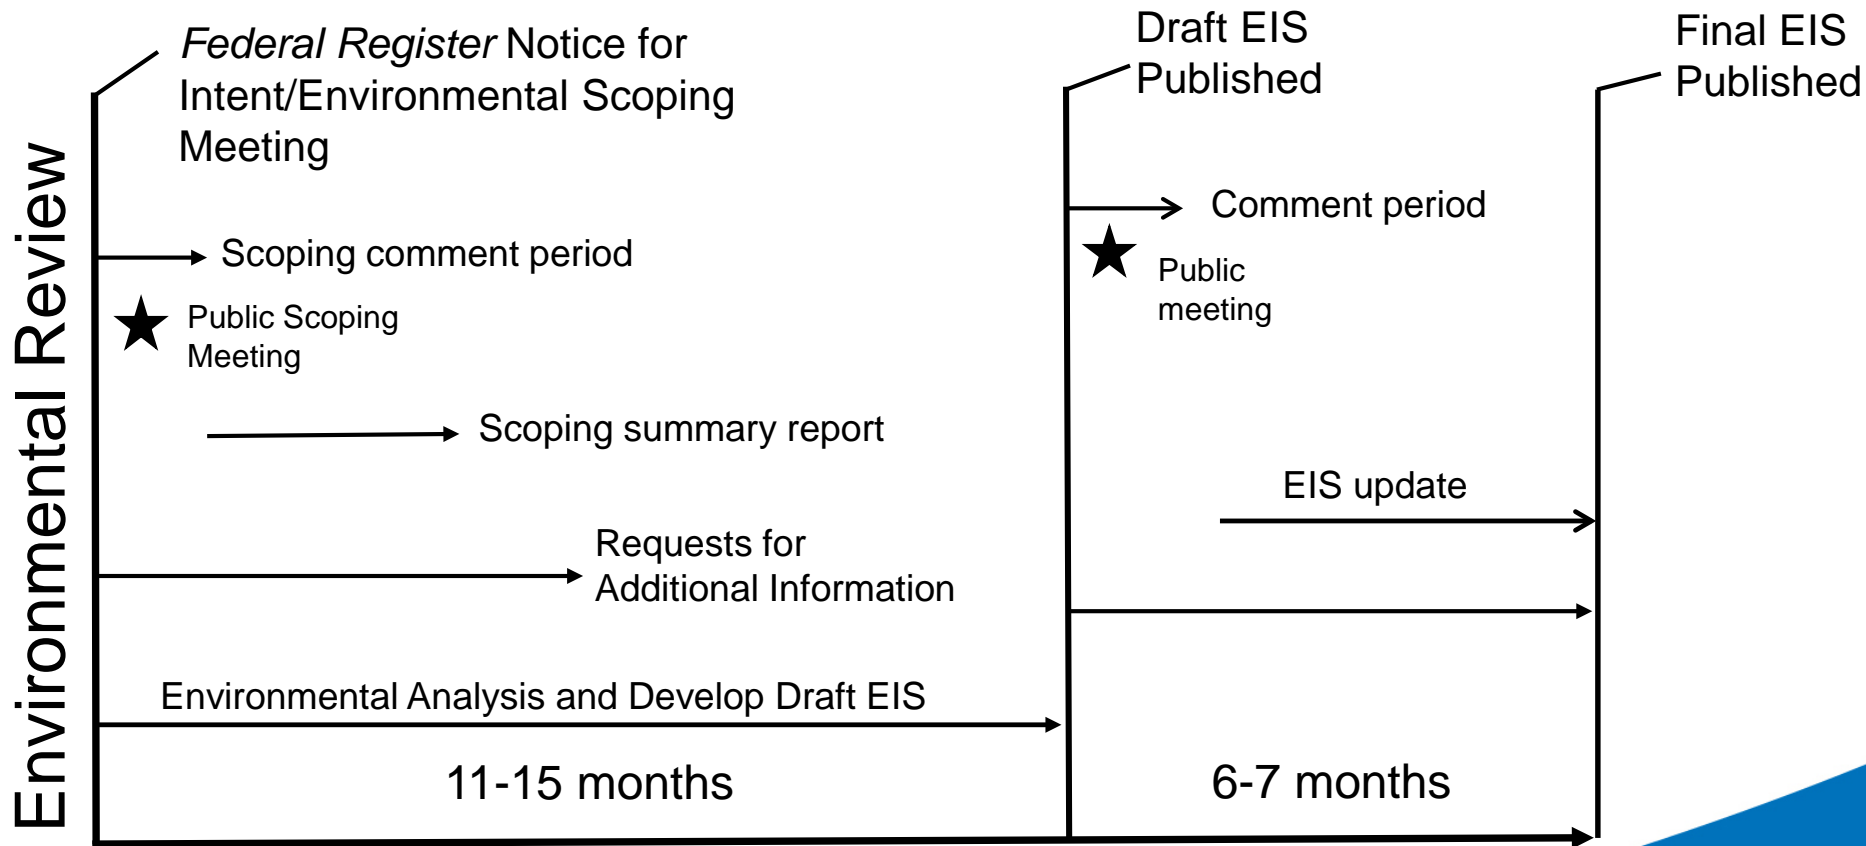 Environmental Review
Federal Register Notice for
Intent/Environmental Scoping
Meeting
Draft EIS
Published
Final EIS
Published
Scoping comment period
Public Scoping
Meeting
Scoping summary report
Requests for
Additional Information
Environmental Analysis and Develop Draft EIS
11-15 months
Comment period
Public
meeting
EIS update
6-7 months